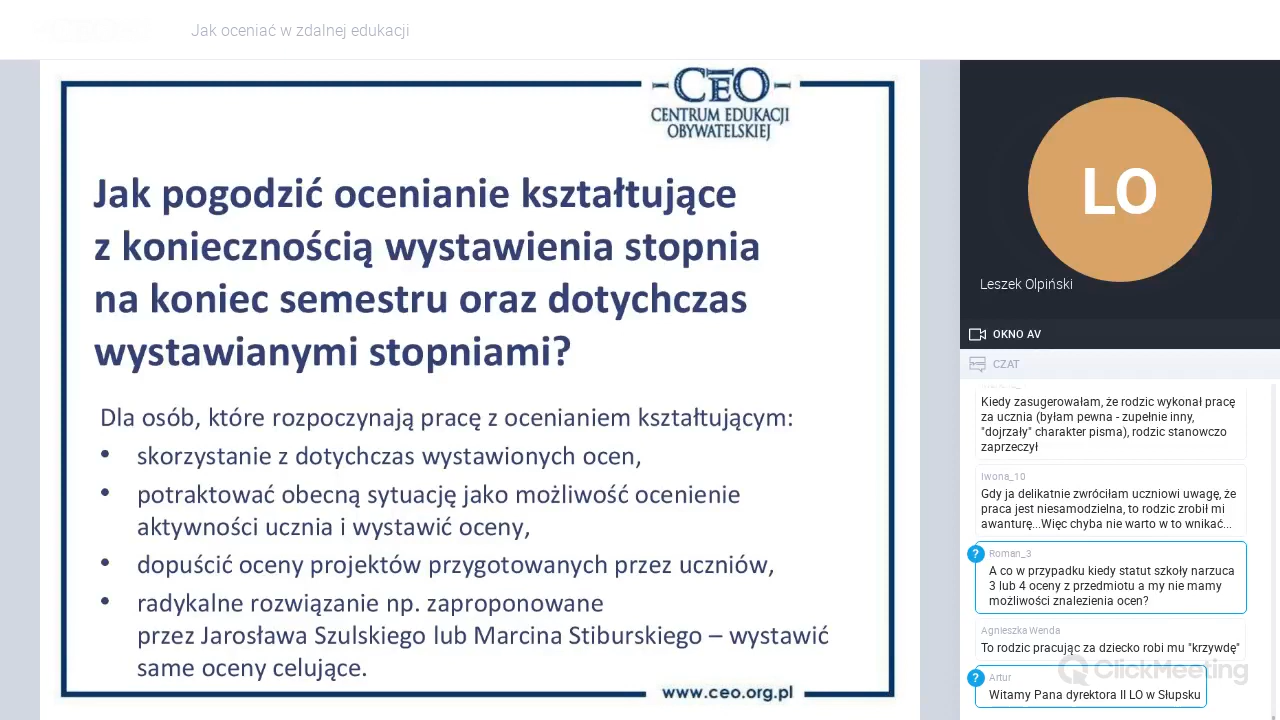 Jak oceniać w zdalnej edukacji
CEO
CENTRUM EDUKACJI
OBYWATELSKIEJ
Jak pogodzić ocenianie kształtujące
z koniecznością wystawienia stopnia
na koniec semestru oraz dotychczas
wystawianymi stopniami?
Dla osób, które rozpoczynają pracę z ocenianiem kształtującym:
• skorzystanie z dotychczas wystawionych ocen,
• potraktować obecną sytuację jako możliwość ocenienie
aktywności ucznia i wystawić oceny,
• dopuścić oceny projektów przygotowanych przez uczniów,
• radykalne rozwiązanie np. zaproponowane
przez Jarosława Szulskiego lub Marcina Stiburskiego – wystawić
same oceny celujące.
www.ceo.org.pl
LO
Leszek Olpiński
OKNO AV
CZAT
Kiedy zasugerowałam, że rodzic wykonał pracę
za ucznia (byłam pewna - zupełnie inny,
"dojrzały" charakter pisma), rodzic stanowczo
zaprzeczył
Iwona_10
Gdy ja delikatnie zwróciłam uczniowi uwagę, że
praca jest niesamodzielna, to rodzic zrobił mi
awanturę...Więc chyba nie warto w to wnikać...
?
Roman_3
A co w przypadku kiedy statut szkoły narzuca
3 lub 4 oceny z przedmiotu a my nie mamy
możliwości znalezienia ocen?
Agnieszka Wenda
To rodzic pracując za dziecko robi mu "krzywdę"
ClickMeeting
?
Artur
Witamy Pana dyrektora II LO w Słupsku